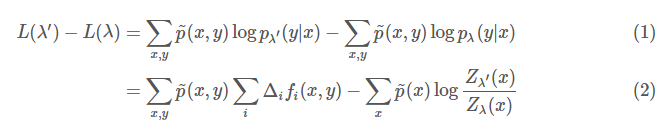 L(λ′) − L(λ) = ∑_{x,y} p̃(x, y) log p_{λ′}(y|x) − ∑_{x,y} p̃(x, y) log p_λ(y|x) (1)
= ∑_{x,y} p̃(x, y) ∑_i Δ_i f_i(x, y) − ∑_x p̃(x) log Z_{λ′}(x) / Z_λ(x) (2)